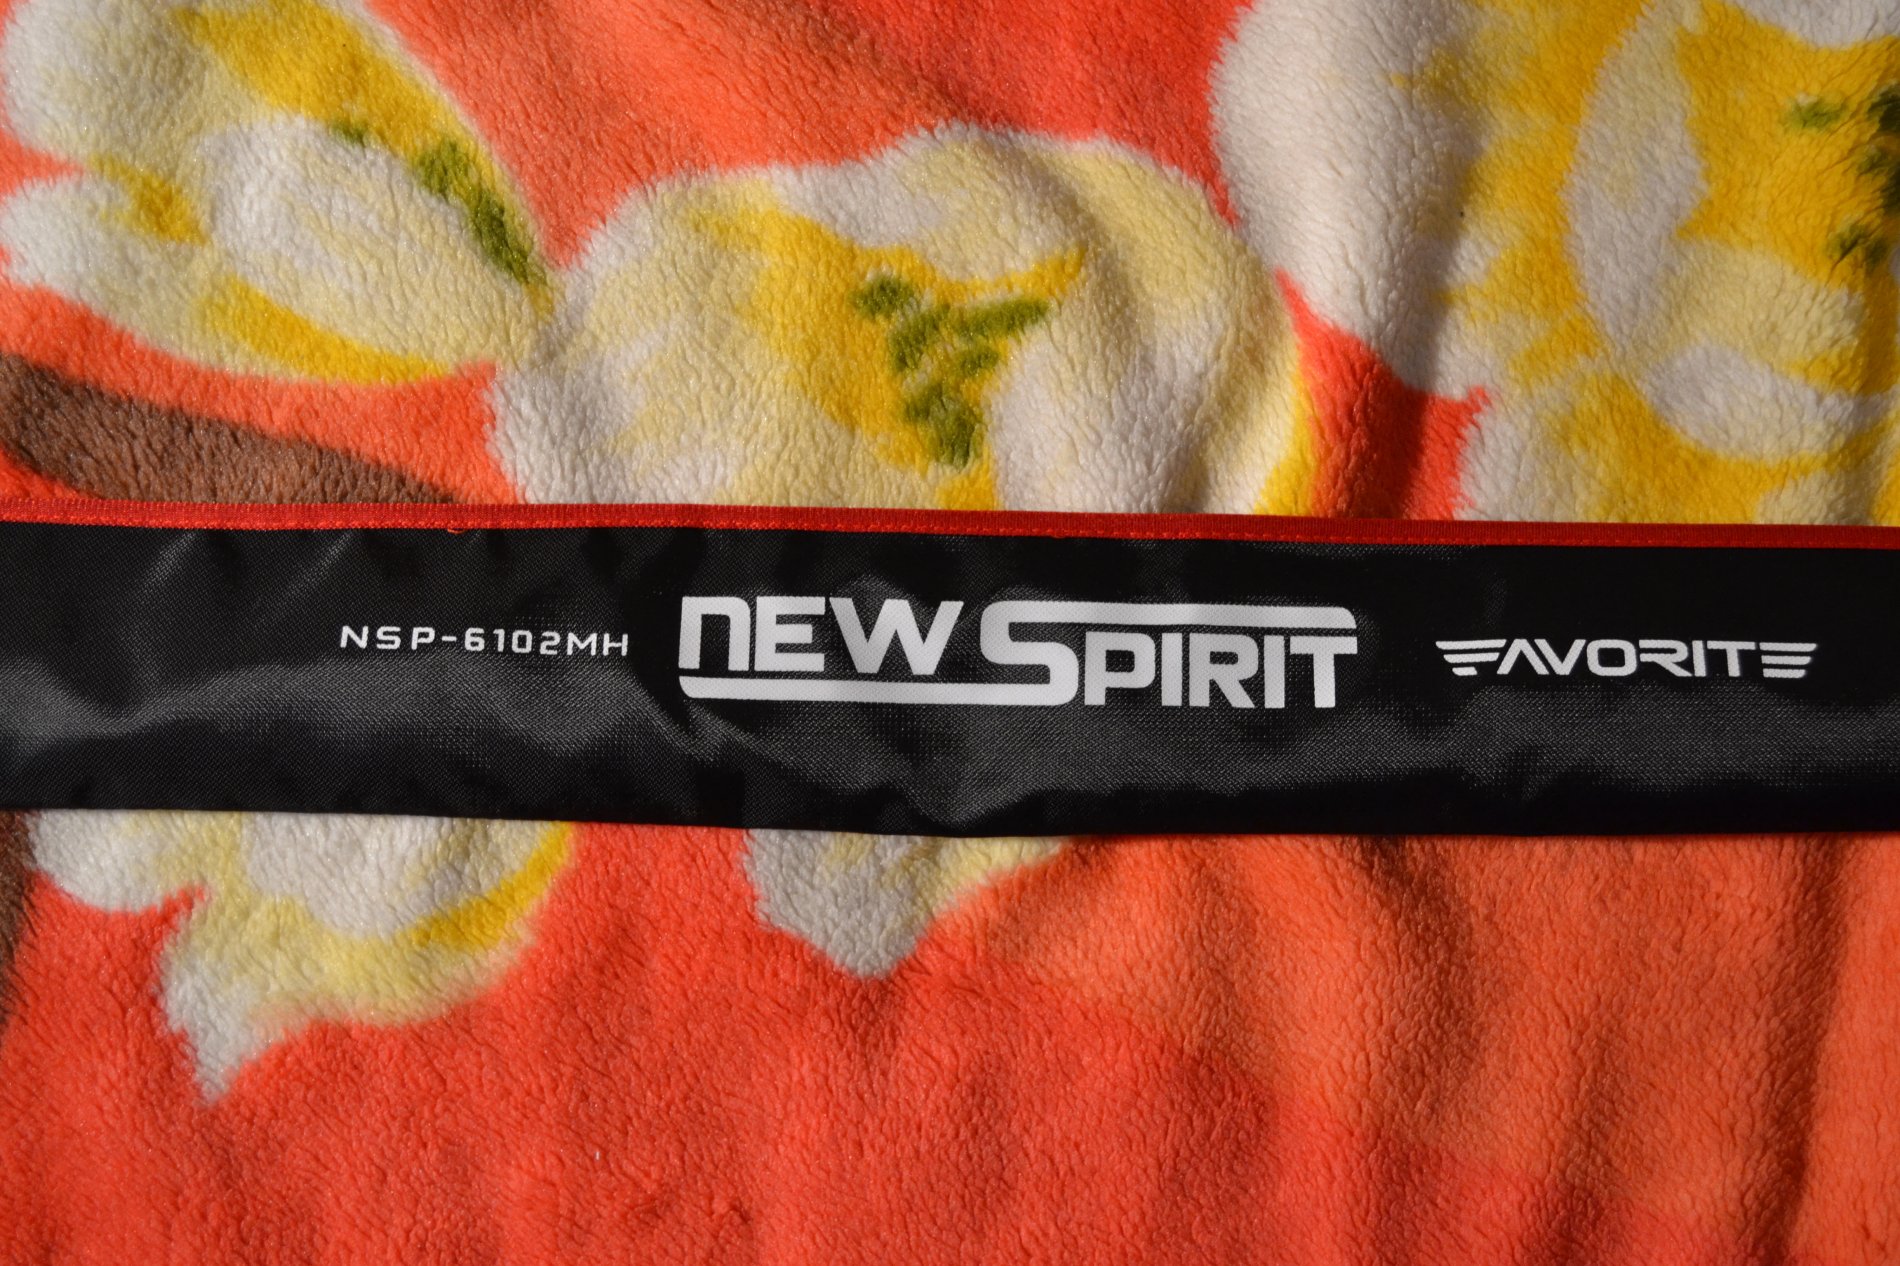 NSP-6102MH NEW SPIRIT FAVORITE